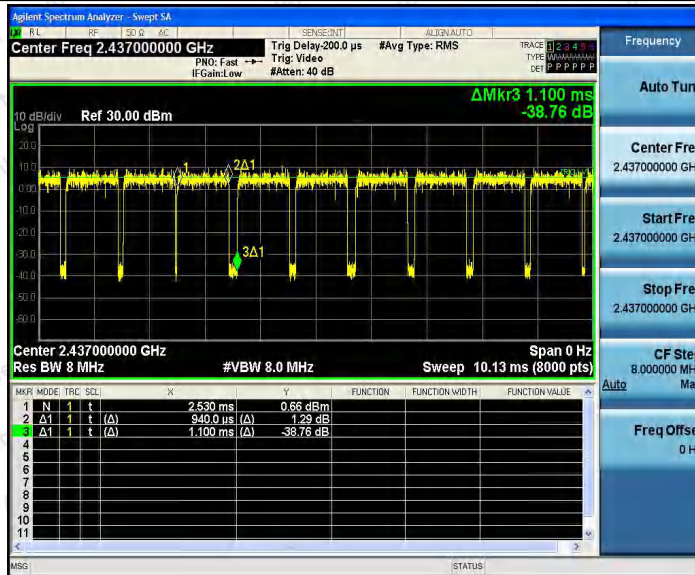 Agilent Spectrum Analyzer - Swept SA
RL RF 50 Ω AC SENSE:INT ALIGN AUTO
Center Freq 2.437000000 GHz
PNO: Fast
IFGain:Low
Trig Delay-200.0 µs
Trig: Video
#Atten: 40 dB
#Avg Type: RMS
TRACE 1 2 3 4 5 6
TYPE
DET P P P P P P
ΔMkr3 1.100 ms
-38.76 dB
10 dB/div Ref 30.00 dBm
Log
20.0
10.0
0.00
-10.0
-20.0
-30.0
-40.0
-50.0
-60.0
1
2Δ1
3Δ1
Center 2.437000000 GHz
Span 0 Hz
Res BW 8 MHz
#VBW 8.0 MHz
Sweep 10.13 ms (8000 pts)
MKR MODE TRC SCL X Y FUNCTION FUNCTION WIDTH FUNCTION VALUE
1 N 1 t 2.530 ms 0.66 dBm
2 Δ1 1 t (Δ) 940.0 µs (Δ) 1.29 dB
3 Δ1 1 t (Δ) 1.100 ms (Δ) -38.76 dB
4
5
6
7
8
9
10
11
MSG
STATUS
Frequency
Auto Tun
Center Fre
2.437000000 GH
Start Fre
2.437000000 GH
Stop Fre
2.437000000 GH
CF Ste
8.000000 MH
Auto Ma
Freq Offse
0 H